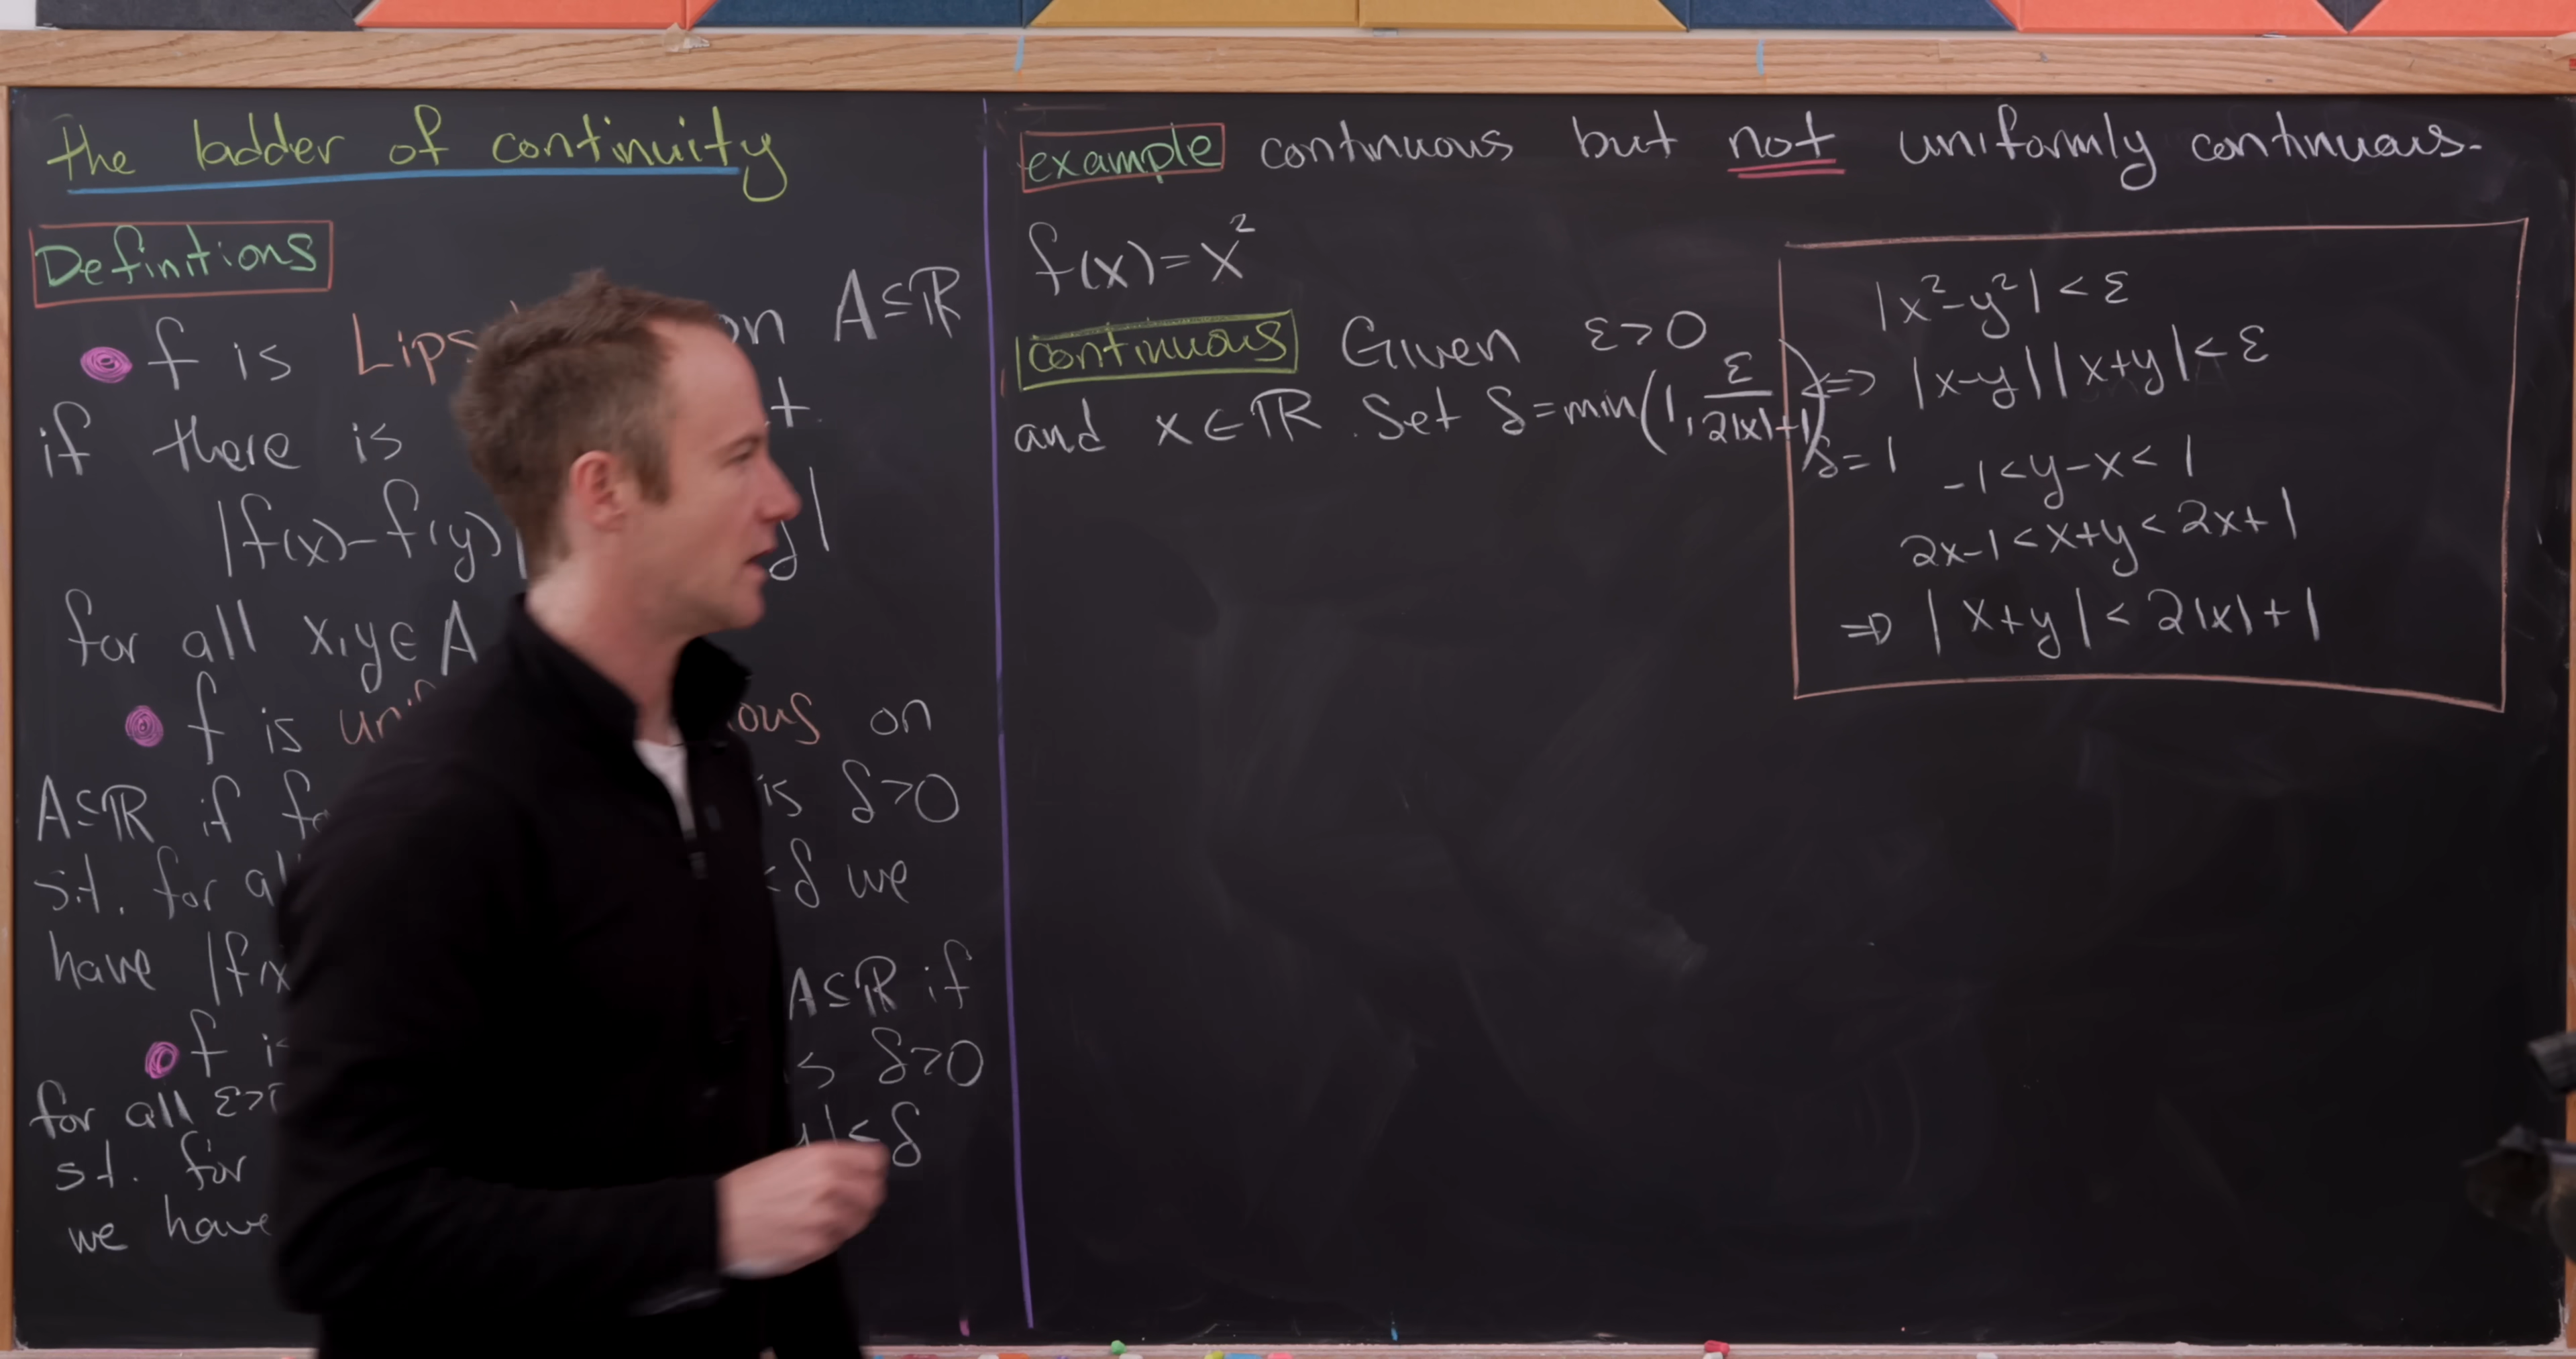 the ladder of continuity
Definitions
f is on A⊆ℝ
if there is
|f(x)-f(y)| |
for all x,y∈A
f is on
A⊆ℝ if is δ>0
s.t. for <δ we
have
f A⊆ℝ if
for all ε>0 δ>0
s.t. for |<δ
we have
example continuous but not uniformly continuous.
f(x)=x²
continuous Given ε>0
and x∈ℝ. Set δ=min(1, ε/2|x|+1)
|x²-y²|<ε
<=> |x-y||x+y|<ε
δ=1 -1<y-x<1
2x-1<x+y<2x+1
⇒ |x+y|<2|x|+1